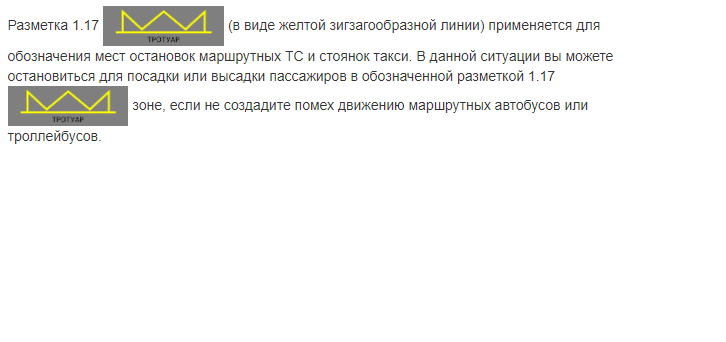 Разметка 1.17 ТРОТУАР (в виде желтой зигзагообразной линии) применяется для
обозначения мест остановок маршрутных ТС и стоянок такси. В данной ситуации вы можете
остановиться для посадки или высадки пассажиров в обозначенной разметкой 1.17
ТРОТУАР зоне, если не создадите помех движению маршрутных автобусов или
троллейбусов.